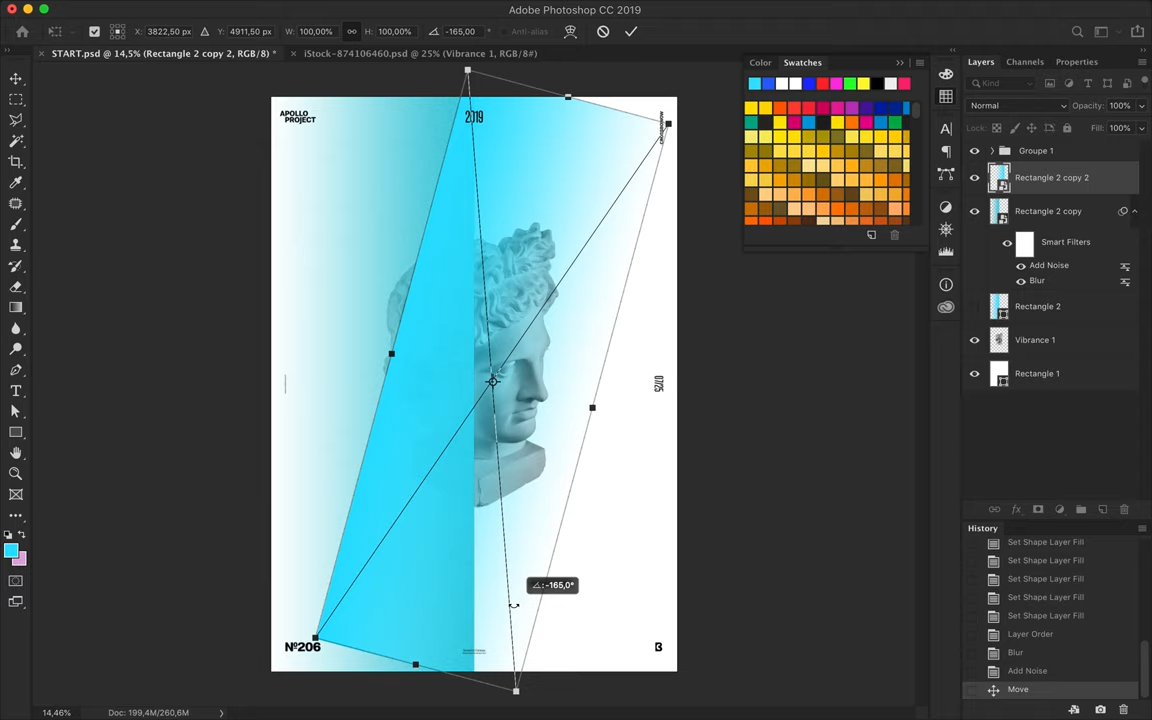 Adobe Photoshop CC 2019
X: 3822,50 px
Y: 4911,50 px
W: 100,00%
H: 100,00%
-165,00 °
Anti-alias
START.psd @ 14,5% (Rectangle 2 copy 2, RGB/8) *
iStock-874106460.psd @ 25% (Vibrance 1, RGB/8#)
Color
Swatches
Layers
Channels
Properties
Kind
Normal
Opacity: 100%
Lock:
Fill: 100%
Groupe 1
Rectangle 2 copy 2
Rectangle 2 copy
Smart Filters
Add Noise
Blur
Rectangle 2
Vibrance 1
Rectangle 1
fx
History
Set Shape Layer Fill
Set Shape Layer Fill
Set Shape Layer Fill
Set Shape Layer Fill
Set Shape Layer Fill
Layer Order
Blur
Add Noise
Move
APOLLO
PROJECT
2019
07.25
-165,0°
Nº206
B
14,46%
Doc: 199,4M/260,6M